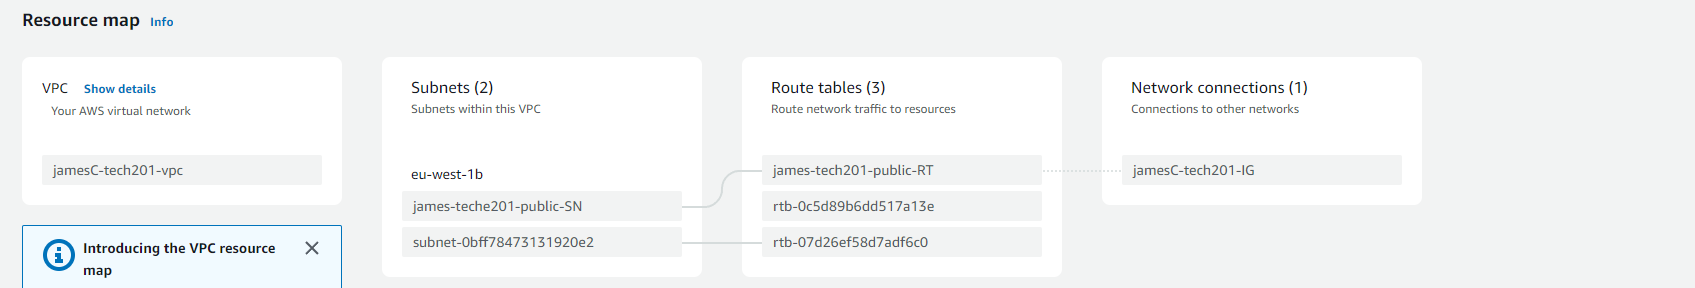 Resource map Info
VPC Show details
Your AWS virtual network
jamesC-tech201-vpc
Introducing the VPC resource
map
Subnets (2)
Subnets within this VPC
eu-west-1b
james-teche201-public-SN
subnet-0bff78473131920e2
Route tables (3)
Route network traffic to resources
james-tech201-public-RT
rtb-0c5d89b6dd517a13e
rtb-07d26ef58d7adf6c0
Network connections (1)
Connections to other networks
jamesC-tech201-IG